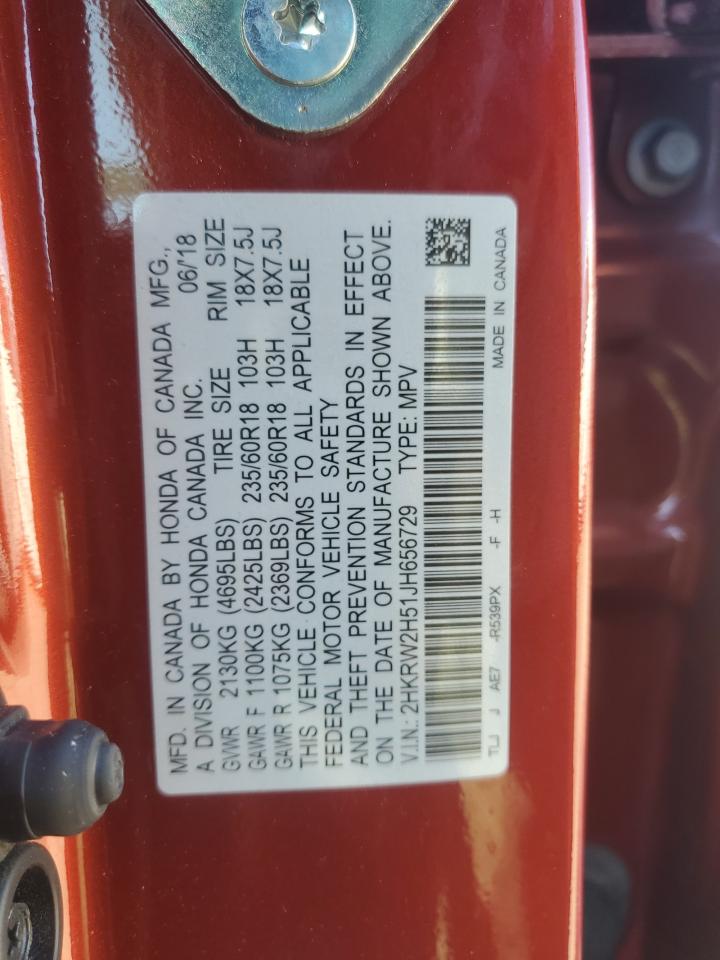 MFD. IN CANADA BY HONDA OF CANADA MFG.,
A DIVISION OF HONDA CANADA INC. 06/18
GVWR 2130KG (4695LBS) TIRE SIZE RIM SIZE
GAWR F 1100KG (2425LBS) 235/60R18 103H 18X7.5J
GAWR R 1075KG (2369LBS) 235/60R18 103H 18X7.5J
THIS VEHICLE CONFORMS TO ALL APPLICABLE
FEDERAL MOTOR VEHICLE SAFETY
AND THEFT PREVENTION STANDARDS IN EFFECT
ON THE DATE OF MANUFACTURE SHOWN ABOVE.
V.I.N.: 2HKRW2H51JH656729 TYPE: MPV
TLJ J AE7 -R539PX -F -H MADE IN CANADA